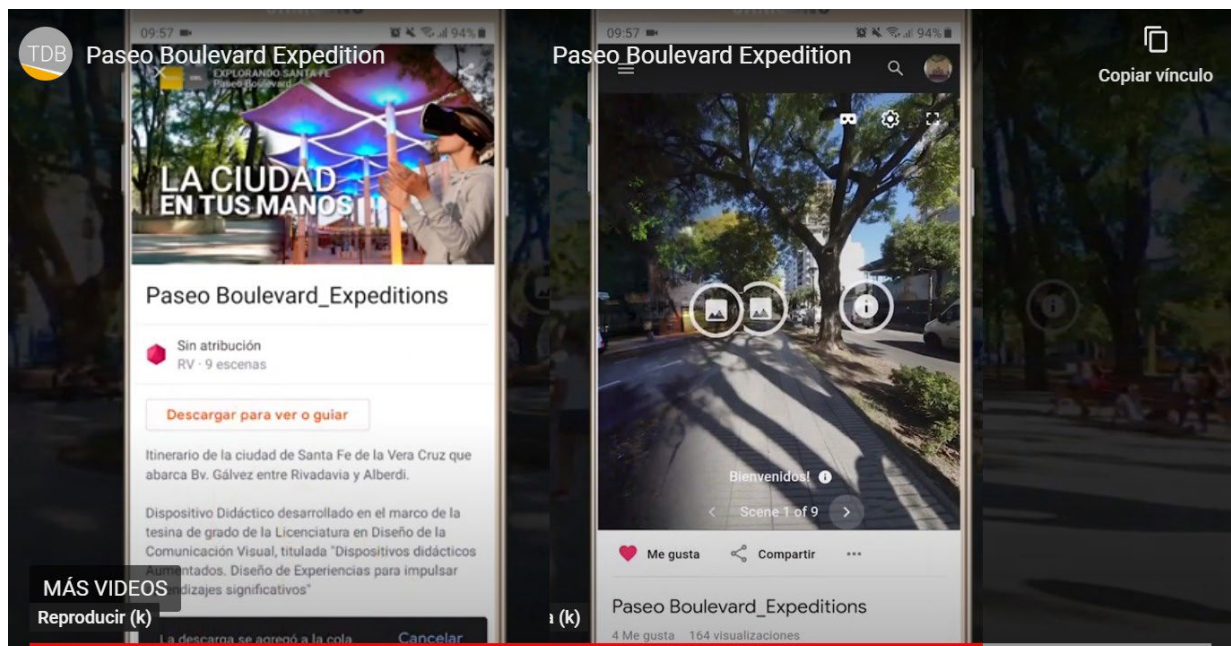 TDB
Paseo Boulevard Expedition
09:57
94%
EXPLORANDO SANTA FE
Paseo Boulevard
LA CIUDAD
EN TUS MANOS
Paseo Boulevard_Expeditions
Sin atribución
RV - 9 escenas
Descargar para ver o guiar
Itinerario de la ciudad de Santa Fe de la Vera Cruz que
abarca Bv. Gálvez entre Rivadavia y Alberdi.
Dispositivo Didáctico desarrollado en el marco de la
tesina de grado de la Licenciatura en Diseño de la
Comunicación Visual, titulada "Dispositivos didácticos
Aumentados. Diseño de Experiencias para impulsar
endizajes significativos"
MÁS VIDEOS
Reproducir (k)
La descarga se agregó a la cola
Cancelar
09:57
94%
Paseo Boulevard Expedition
Copiar vínculo
Bienvenidos!
Scene 1 of 9
Me gusta
Compartir
Paseo Boulevard_Expeditions
(k)
4 Me gusta 164 visualizaciones